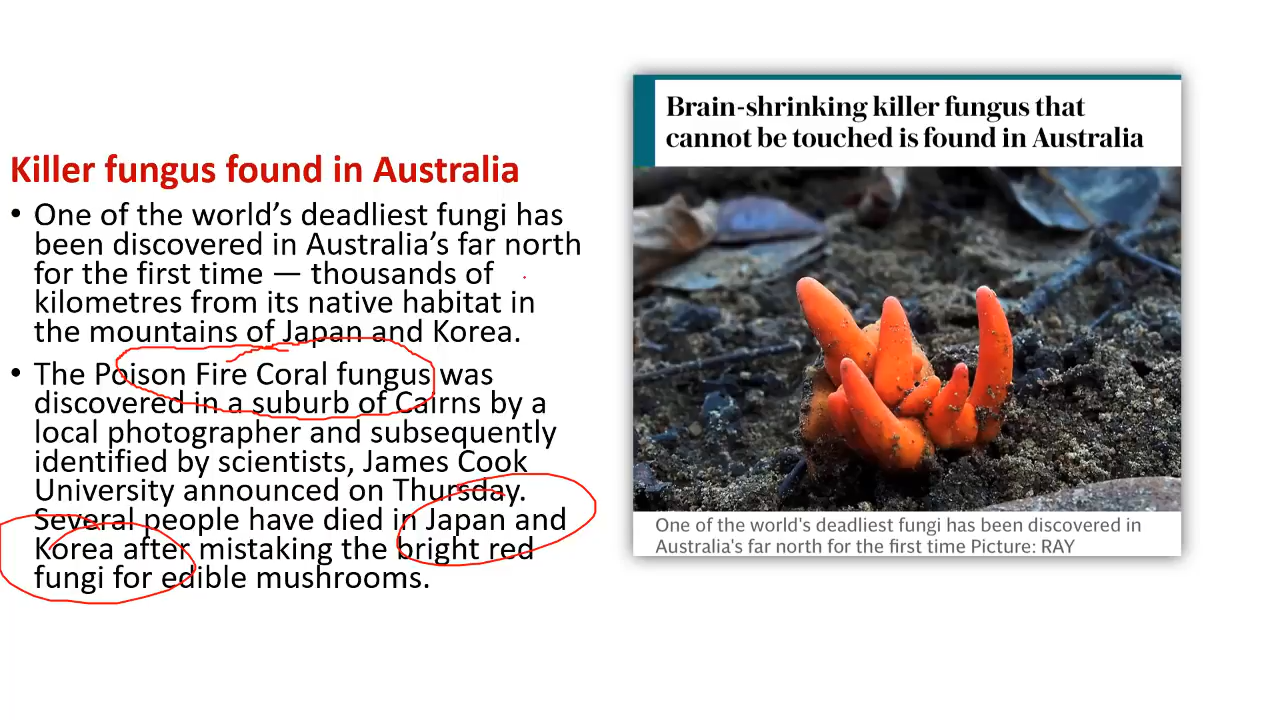 Killer fungus found in Australia
• One of the world's deadliest fungi has
been discovered in Australia's far north
for the first time — thousands of
kilometres from its native habitat in
the mountains of Japan and Korea.
• The Poison Fire Coral fungus was
discovered in a suburb of Cairns by a
local photographer and subsequently
identified by scientists, James Cook
University announced on Thursday.
Several people have died in Japan and
Korea after mistaking the bright red
fungi for edible mushrooms.
Brain-shrinking killer fungus that
cannot be touched is found in Australia
One of the world's deadliest fungi has been discovered in
Australia's far north for the first time Picture: RAY